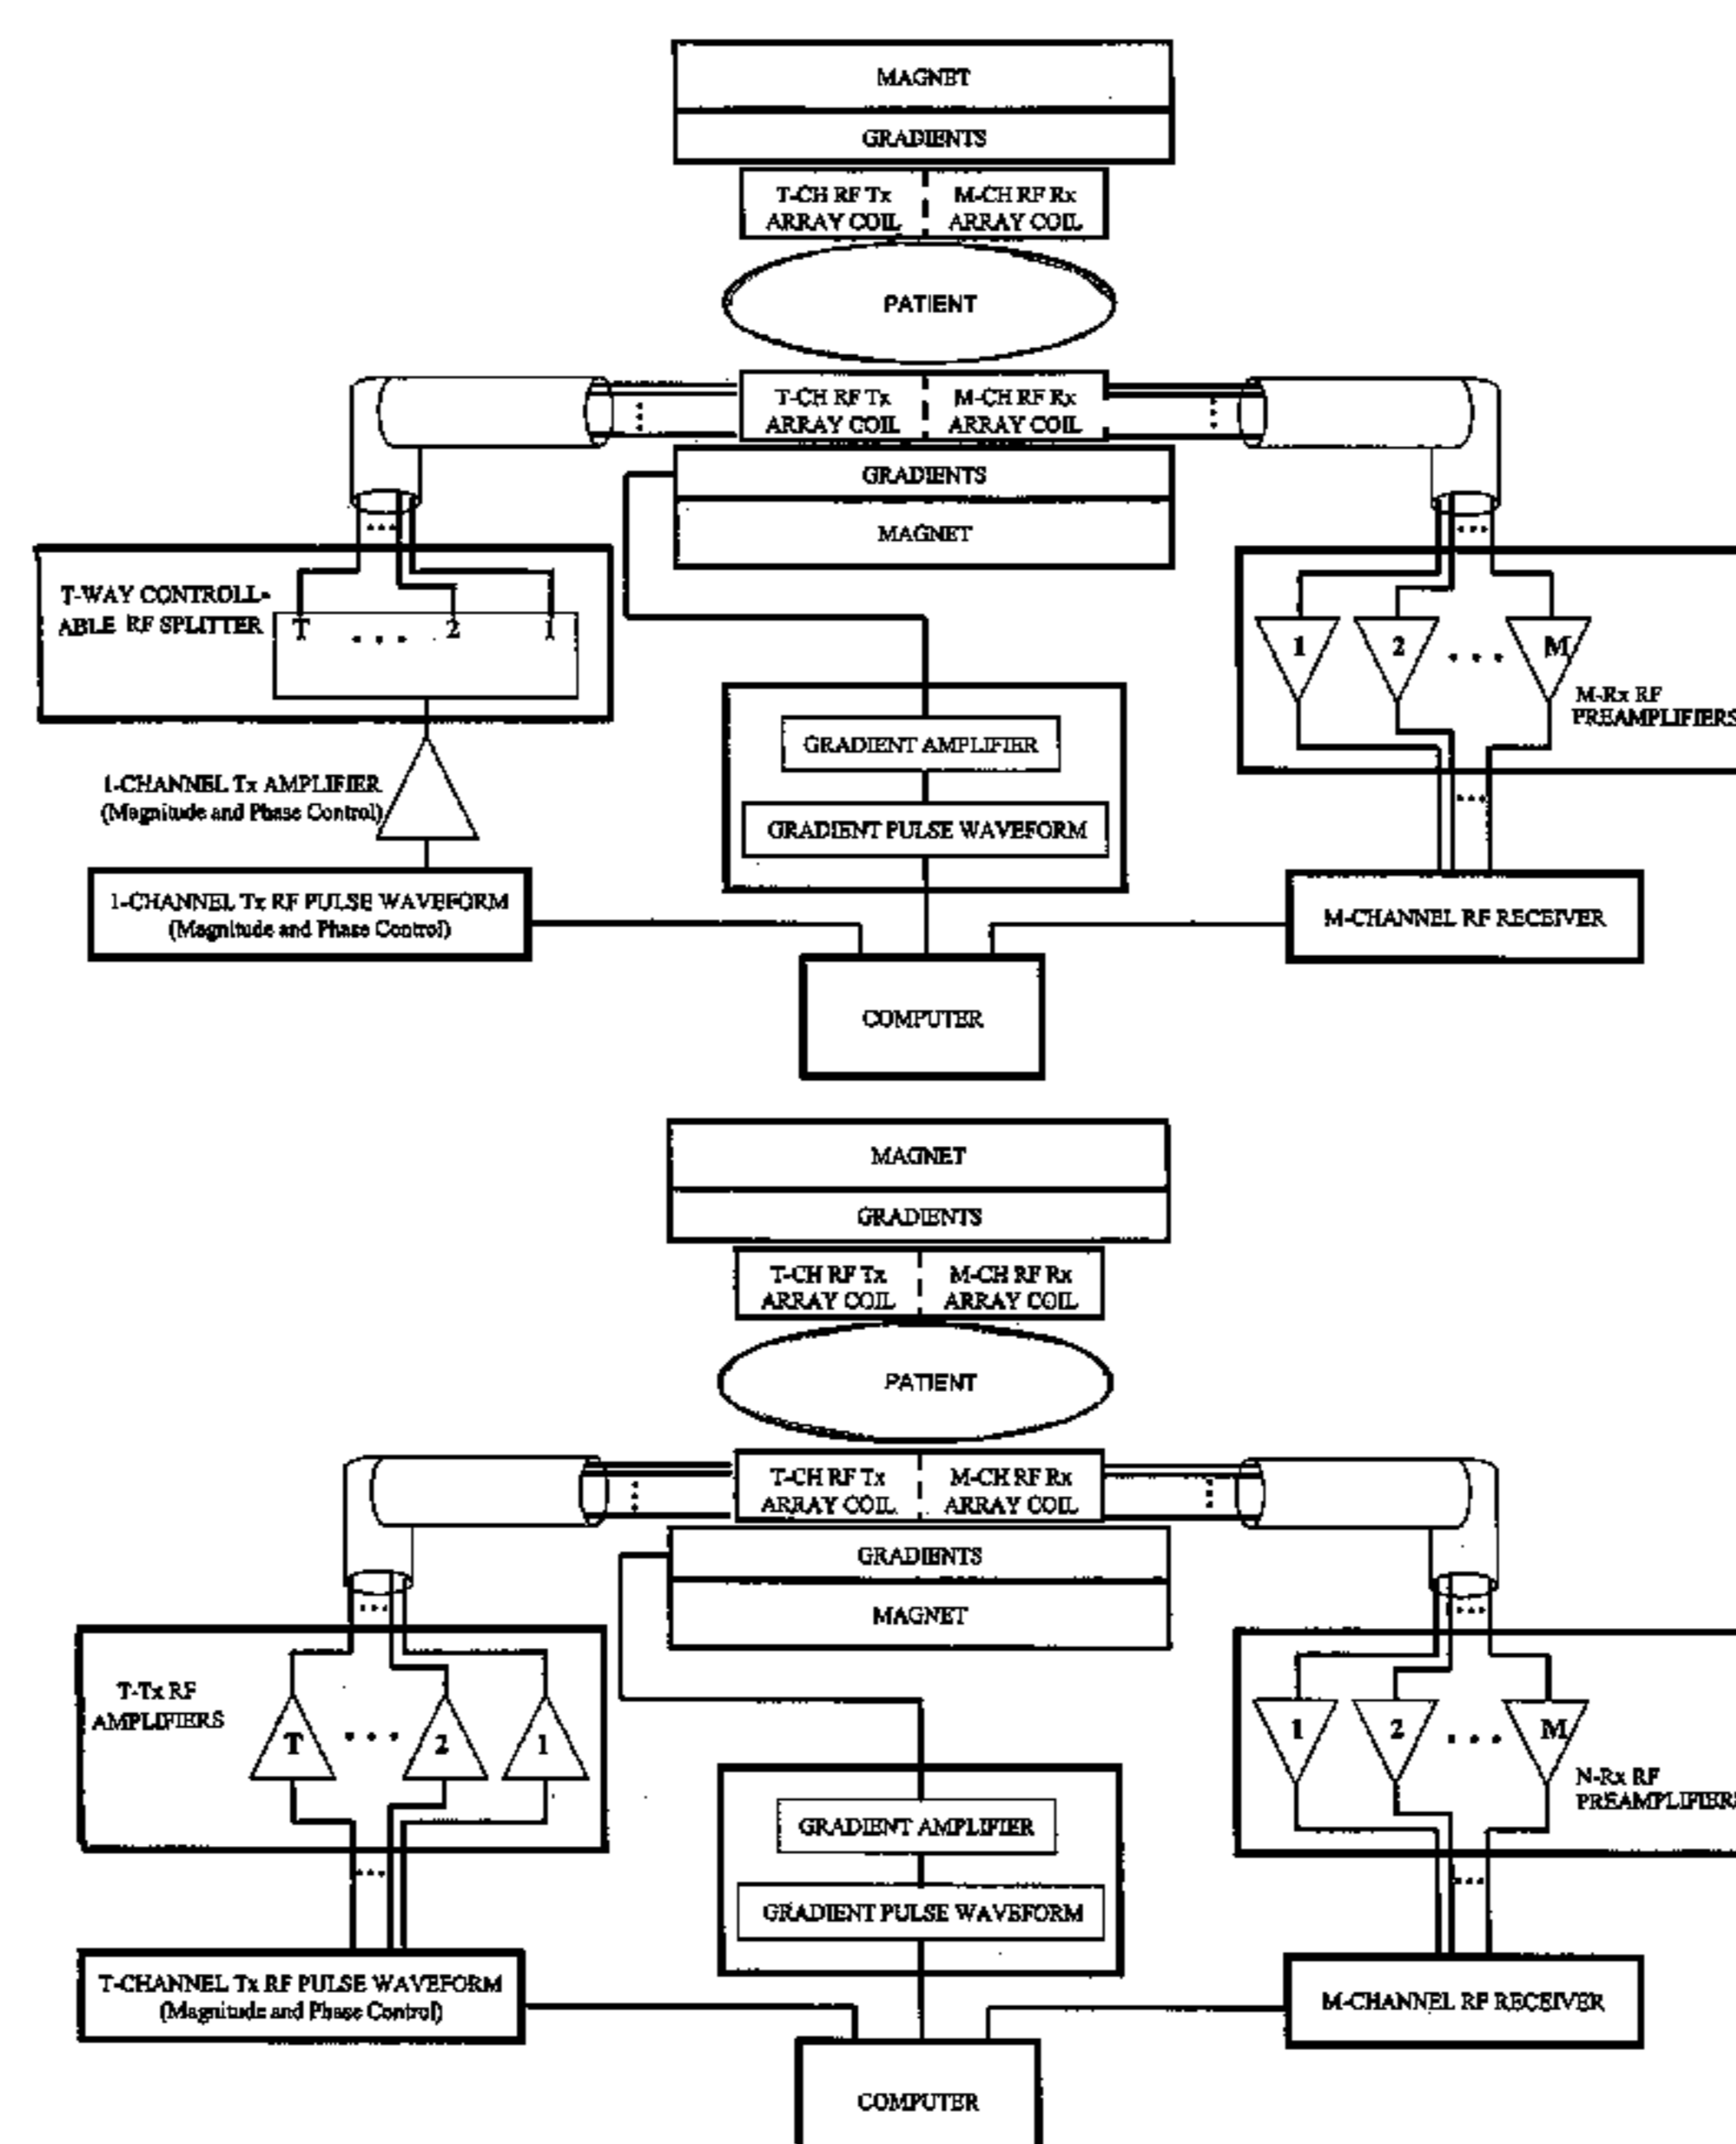 MAGNET
GRADIENTS
T-CH RF Tx
ARRAY COIL
M-CH RF Rx
ARRAY COIL
PATIENT
T-CH RF Tx
ARRAY COIL
M-CH RF Rx
ARRAY COIL
GRADIENTS
MAGNET
T-WAY CONTROLL-
ABLE RF SPLITTER
T ... 2 1
1 2 ... M
M-Rx RF
PREAMPLIFIERS
1-CHANNEL Tx AMPLIFIER
(Magnitude and Phase Control)
GRADIENT AMPLIFIER
GRADIENT PULSE WAVEFORM
1-CHANNEL Tx RF PULSE WAVEFORM
(Magnitude and Phase Control)
M-CHANNEL RF RECEIVER
COMPUTER
MAGNET
GRADIENTS
T-CH RF Tx
ARRAY COIL
M-CH RF Rx
ARRAY COIL
PATIENT
T-CH RF Tx
ARRAY COIL
M-CH RF Rx
ARRAY COIL
GRADIENTS
MAGNET
T-Tx RF
AMPLIFIERS
T ... 2 1
1 2 ... M
N-Rx RF
PREAMPLIFIERS
GRADIENT AMPLIFIER
GRADIENT PULSE WAVEFORM
T-CHANNEL Tx RF PULSE WAVEFORM
(Magnitude and Phase Control)
M-CHANNEL RF RECEIVER
COMPUTER